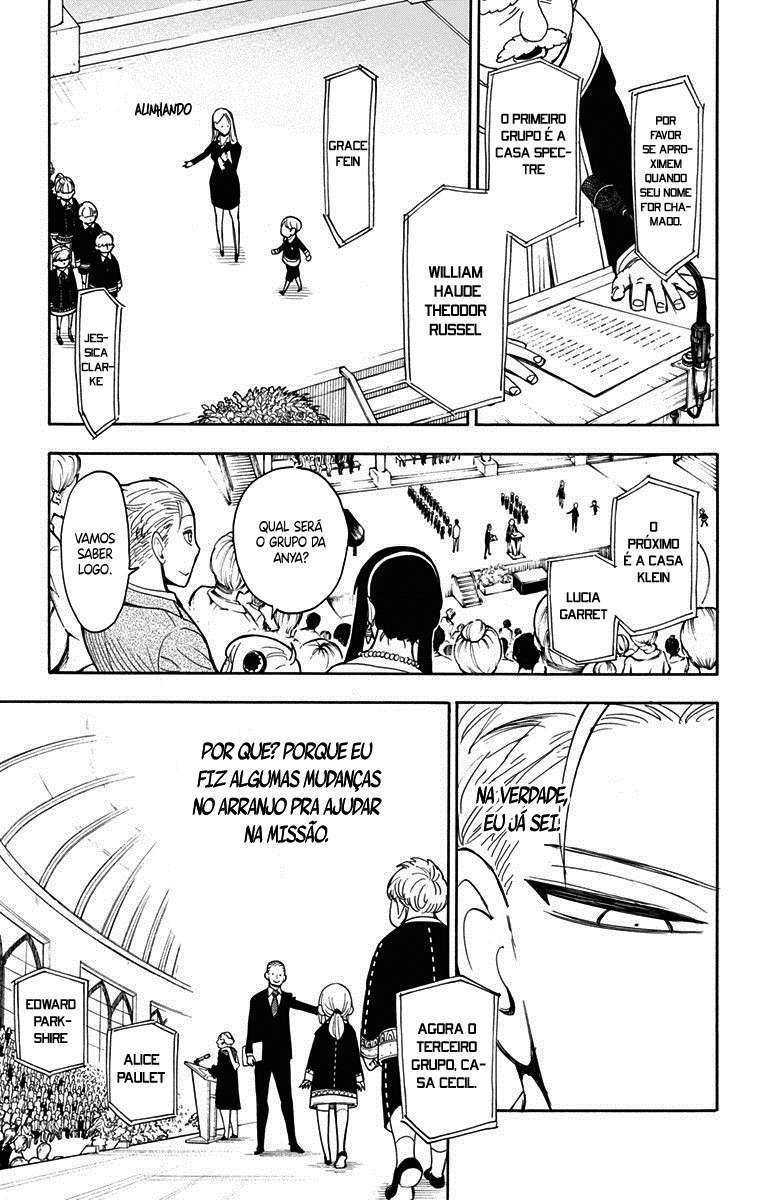 POR
FAVOR
SE APRO-
XIMEM
QUANDO
SEU NOME
FOR CHA-
MADO.
O PRIMEIRO
GRUPO É A
CASA SPEC-
TRE
WILLIAM
HAUDE
THEODOR
RUSSEL
GRACE
FEIN
ALINHANDO
JES-
SICA
CLAR-
KE
O
PRÓXIMO
É A CASA
KLEIN
LUCIA
GARRET
QUAL SERÁ
O GRUPO DA
ANYA?
VAMOS
SABER
LOGO.
NA VERDADE,
EU JÁ SEI.
POR QUE? PORQUE EU
FIZ ALGUMAS MUDANÇAS
NO ARRANJO PRA AJUDAR
NA MISSÃO.
AGORA O
TERCEIRO
GRUPO, CA-
SA CECIL.
ALICE
PAULET
EDWARD
PARK-
SHIRE